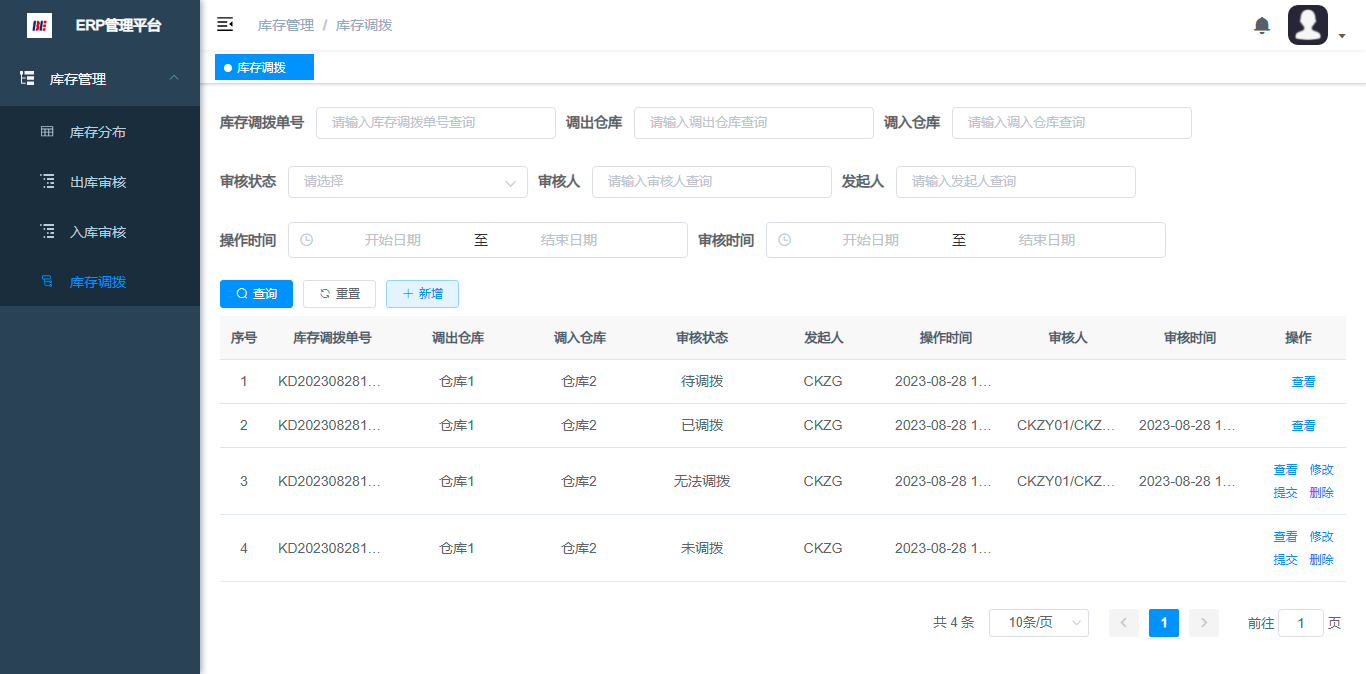 ERP管理平台
库存管理
库存分布
出库审核
入库审核
库存调拨
库存管理 / 库存调拨
库存调拨
库存调拨单号 请输入库存调拨单号查询 调出仓库 请输入调出仓库查询 调入仓库 请输入调入仓库查询
审核状态 请选择 审核人 请输入审核人查询 发起人 请输入发起人查询
操作时间 开始日期 至 结束日期 审核时间 开始日期 至 结束日期
查询 重置 新增
序号 库存调拨单号 调出仓库 调入仓库 审核状态 发起人 操作时间 审核人 审核时间 操作
1 KD202308281... 仓库1 仓库2 待调拨 CKZG 2023-08-28 1... 查看
2 KD202308281... 仓库1 仓库2 已调拨 CKZG 2023-08-28 1... CKZY01/CKZ... 2023-08-28 1... 查看
3 KD202308281... 仓库1 仓库2 无法调拨 CKZG 2023-08-28 1... CKZY01/CKZ... 2023-08-28 1... 查看 修改
提交 删除
4 KD202308281... 仓库1 仓库2 未调拨 CKZG 2023-08-28 1... 查看 修改
提交 删除
共 4 条 10条/页 1 前往 1 页